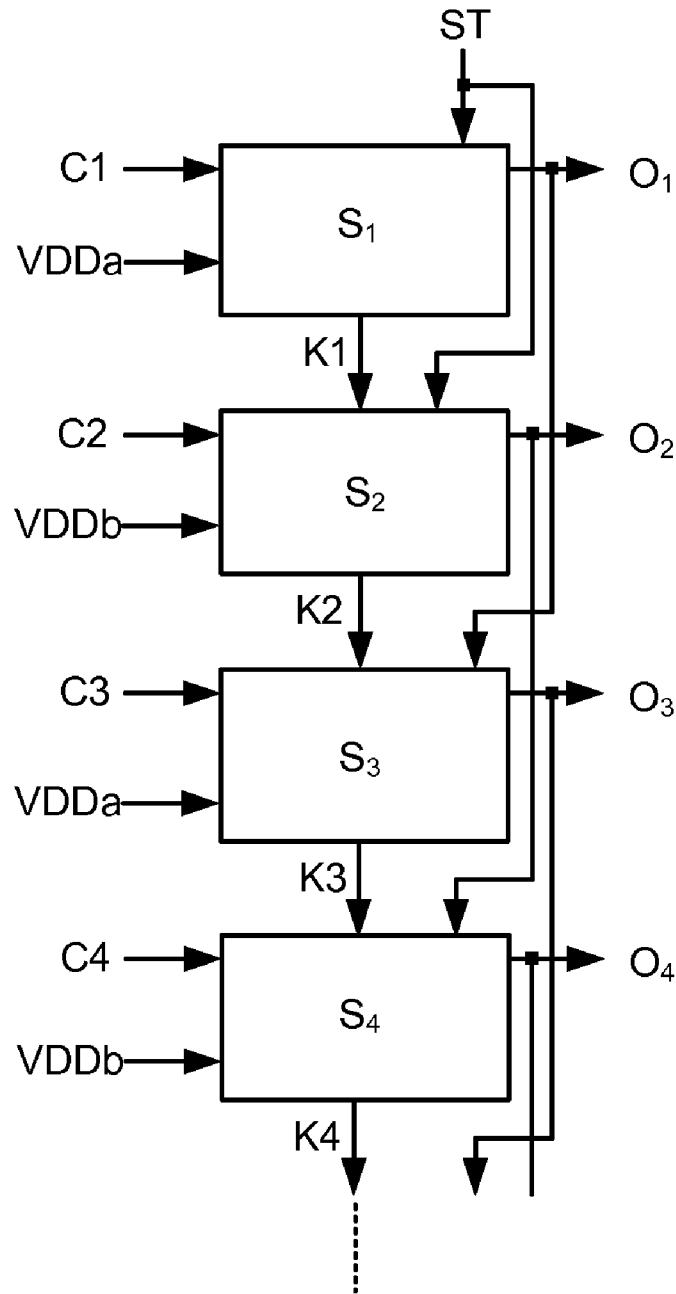 ST
C1
S₁
O₁
VDDa
K1
C2
S₂
O₂
VDDb
K2
C3
S₃
O₃
VDDa
K3
C4
S₄
O₄
VDDb
K4